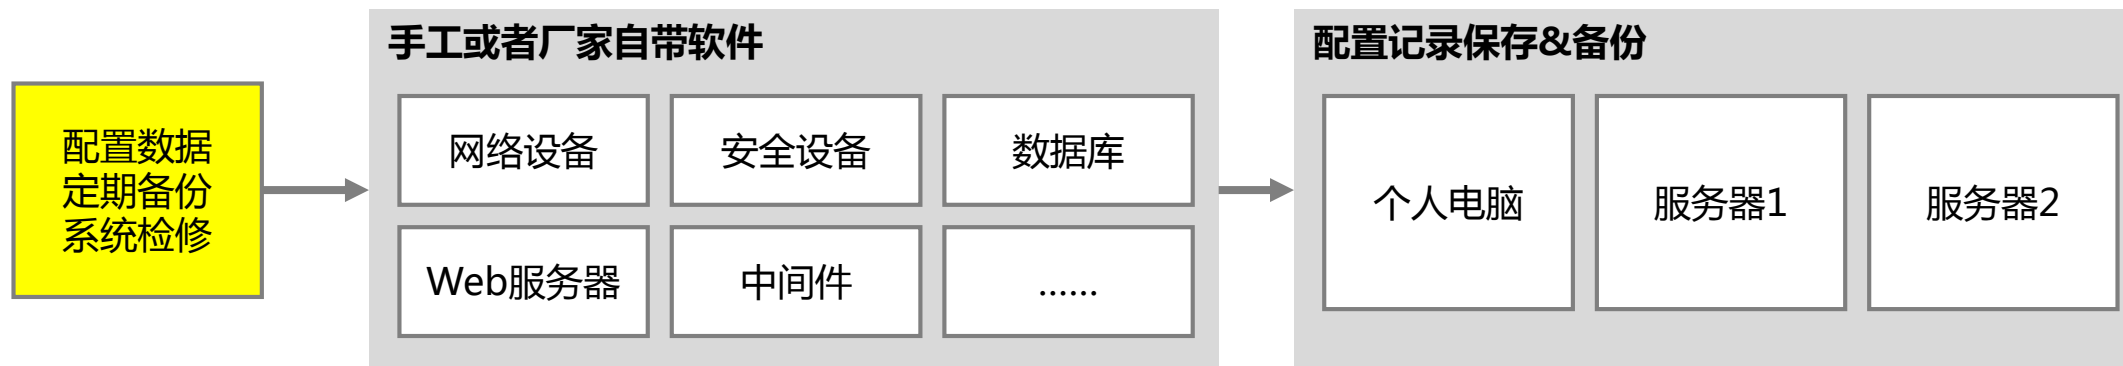 配置数据
定期备份
系统检修
手工或者厂家自带软件
网络设备
安全设备
数据库
Web服务器
中间件
......
配置记录保存&备份
个人电脑
服务器1
服务器2